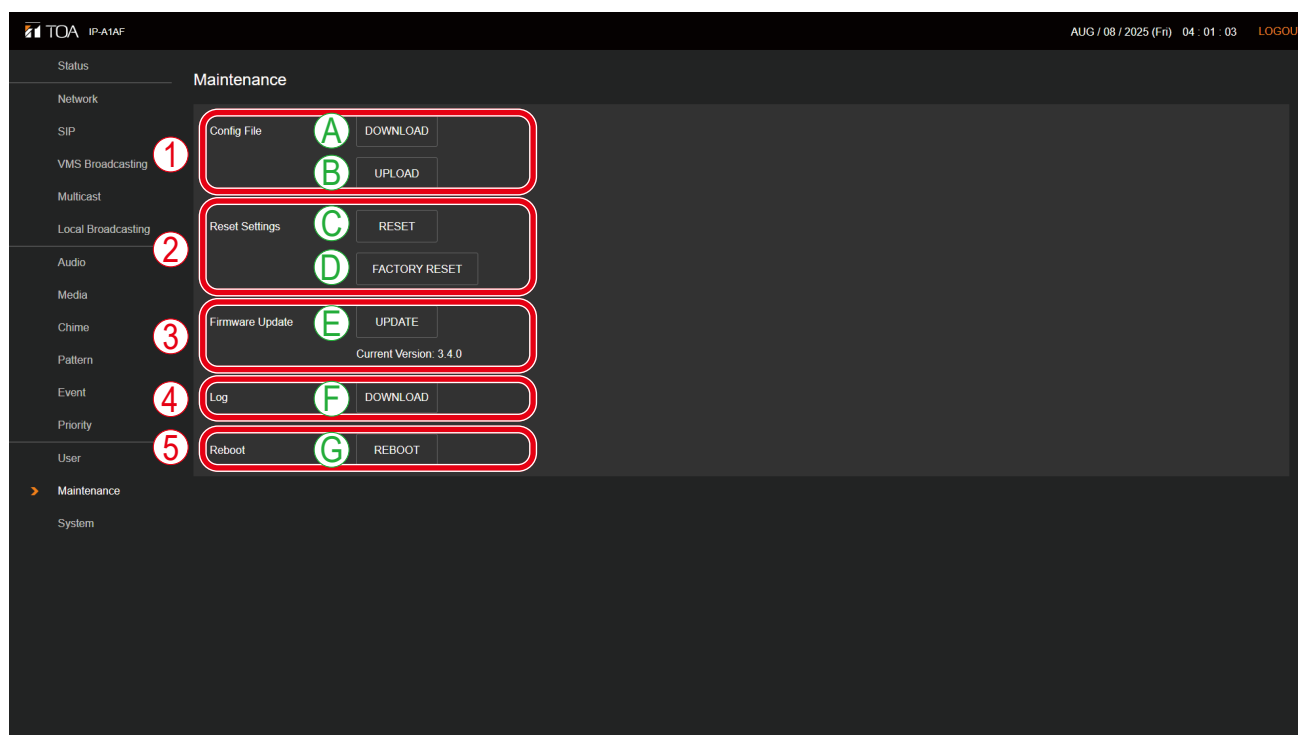 TOA IP-A1AF AUG / 08 / 2025 (Fri) 04 : 01 : 03 LOGOU
Status
Network
SIP
VMS Broadcasting
Multicast
Local Broadcasting
Audio
Media
Chime
Pattern
Event
Priority
User
Maintenance
System
Maintenance
1
Config File A DOWNLOAD
B UPLOAD
2
Reset Settings C RESET
D FACTORY RESET
3
Firmware Update E UPDATE
Current Version: 3.4.0
4
Log F DOWNLOAD
5
Reboot G REBOOT